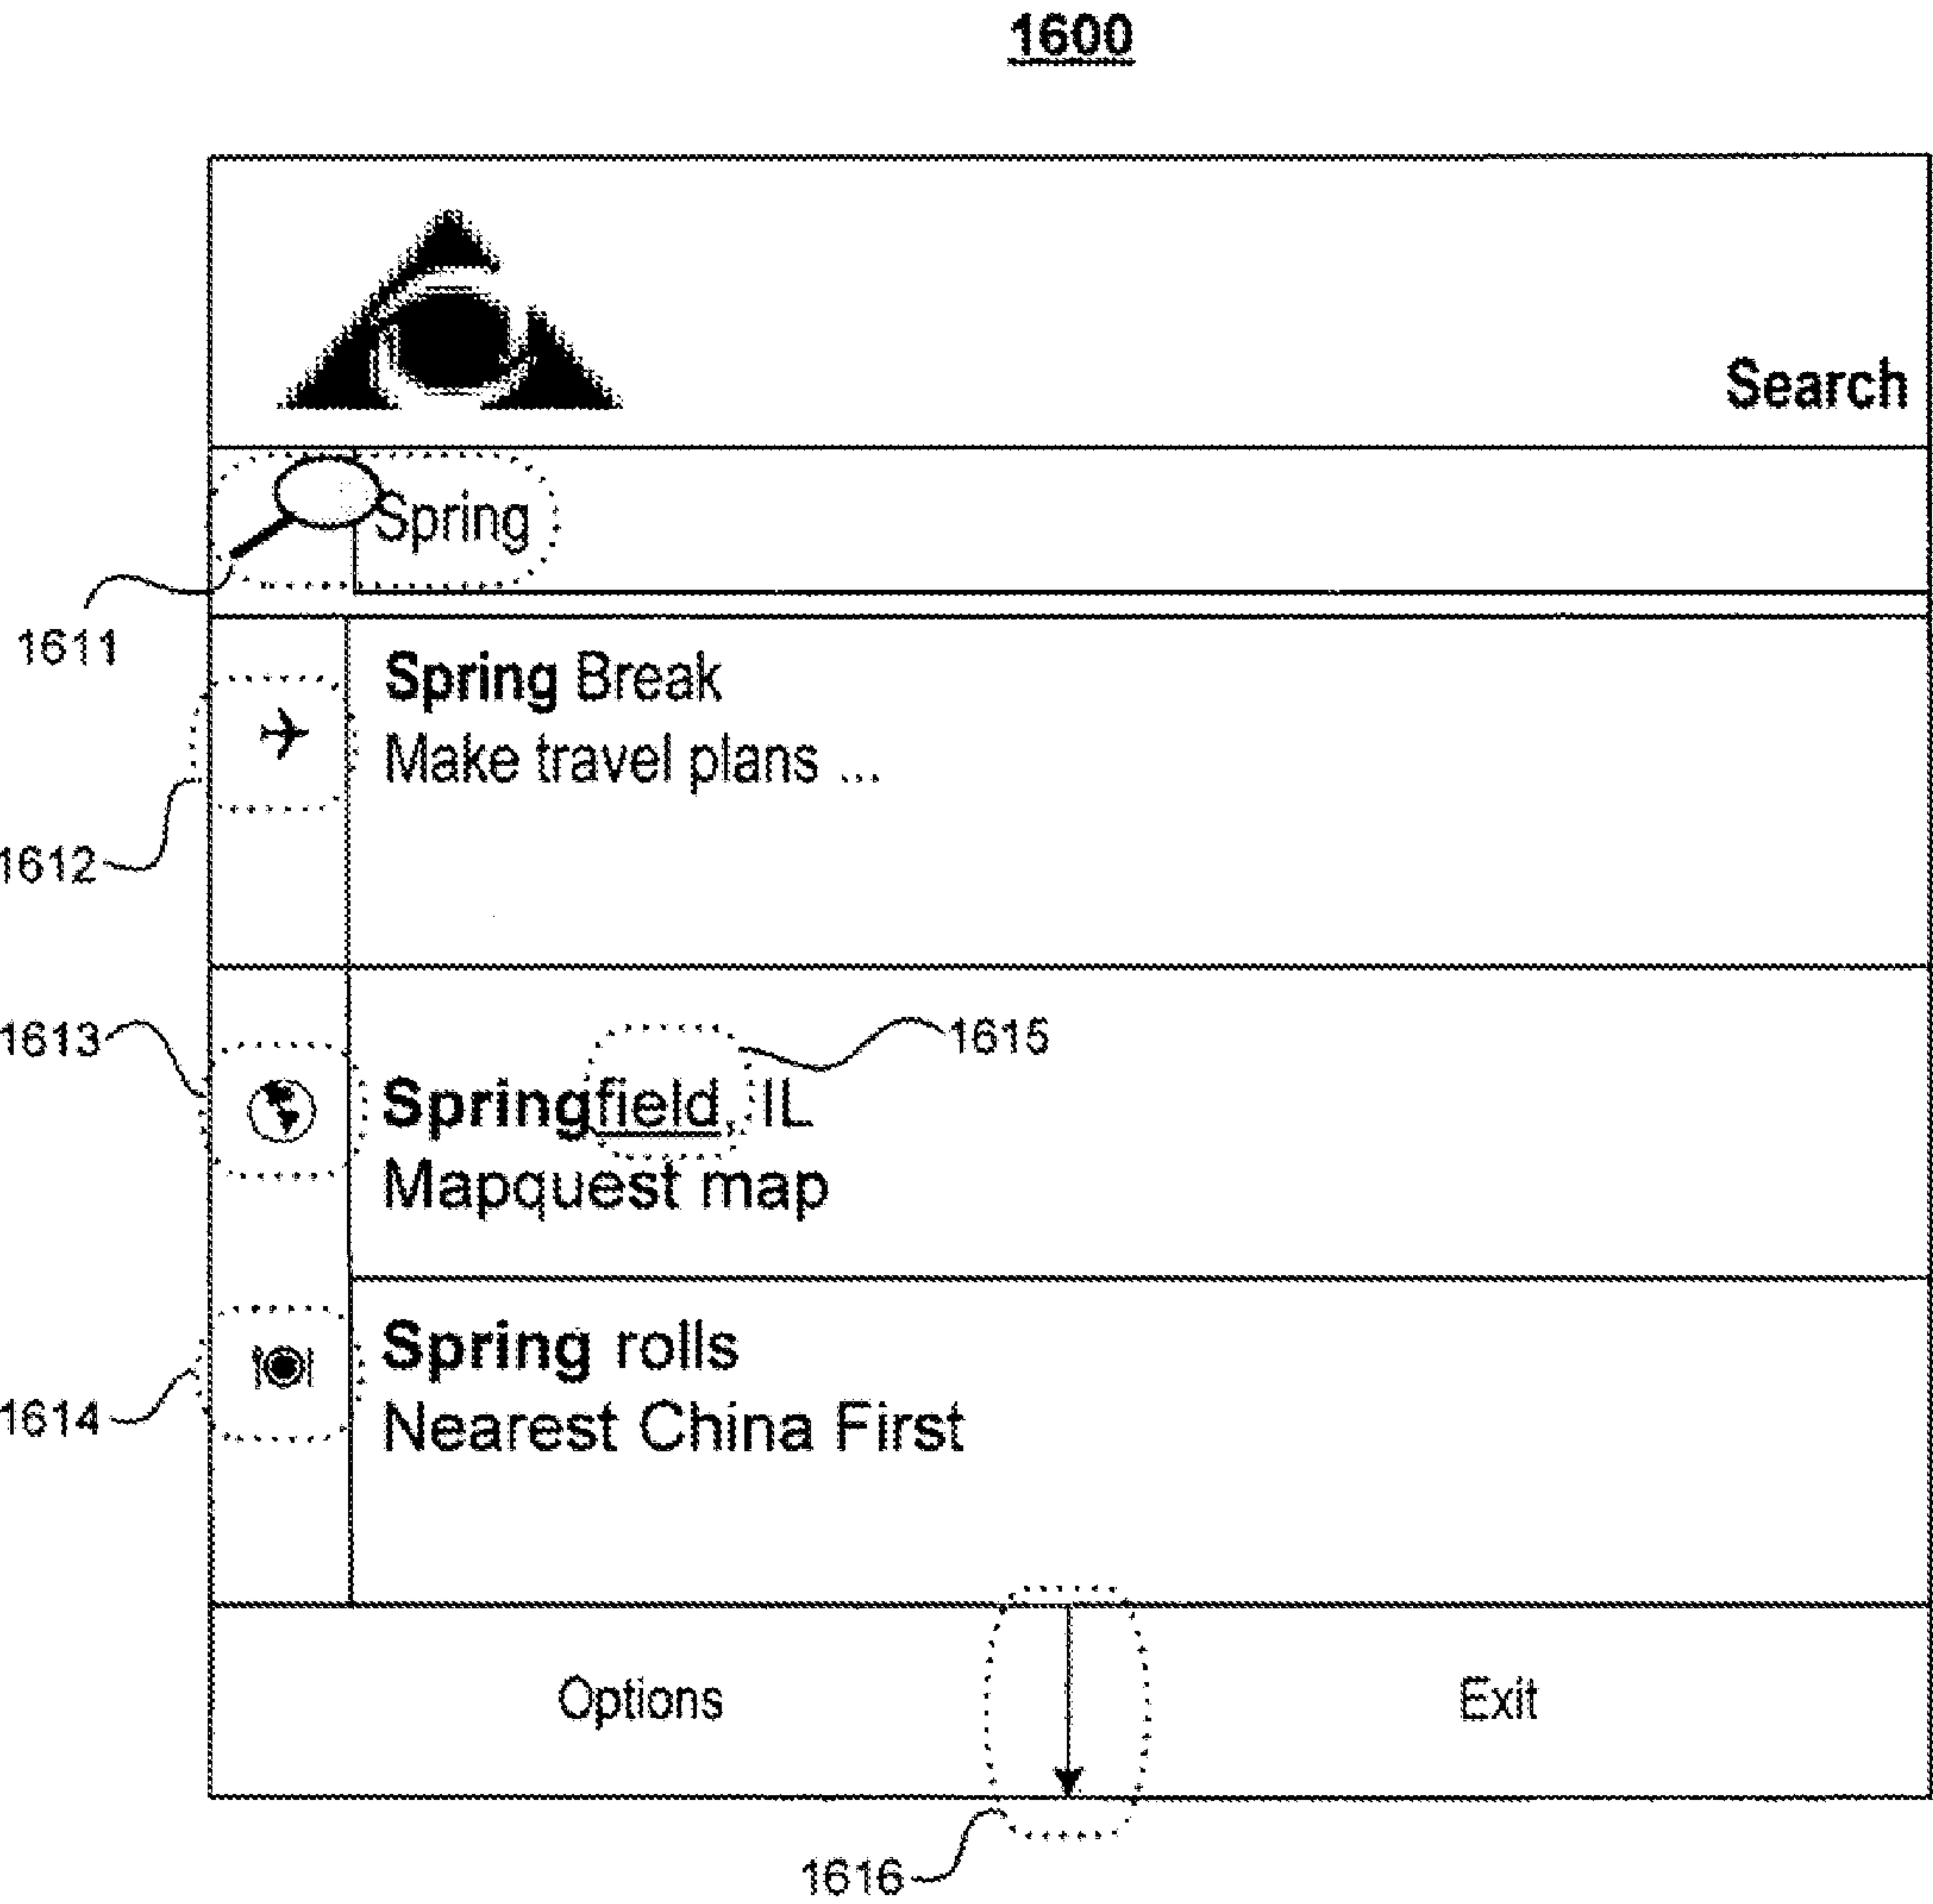 1600
Search
Spring
1611
Spring Break
Make travel plans ...
1612
1613
1615
Springfield, IL
Mapquest map
Spring rolls
Nearest China First
1614
Options
Exit
1616